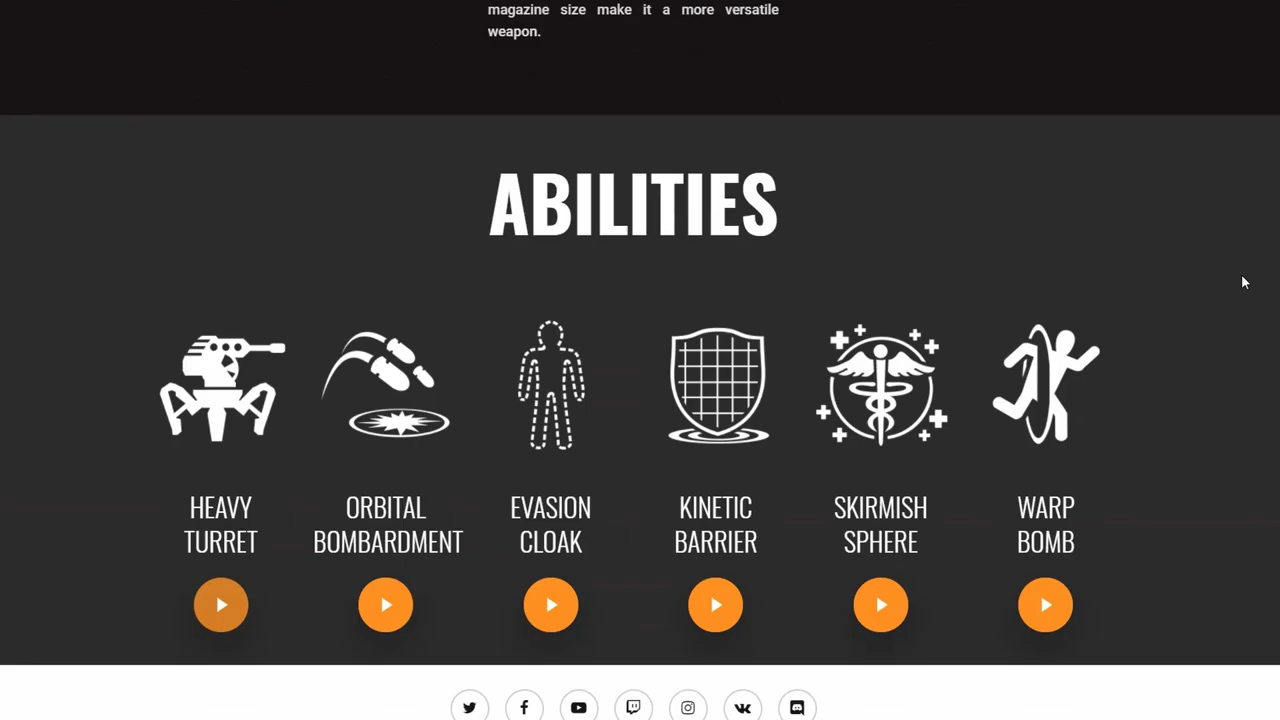 magazine size make it a more versatile
weapon.
ABILITIES
HEAVY
TURRET
ORBITAL
BOMBARDMENT
EVASION
CLOAK
KINETIC
BARRIER
SKIRMISH
SPHERE
WARP
BOMB